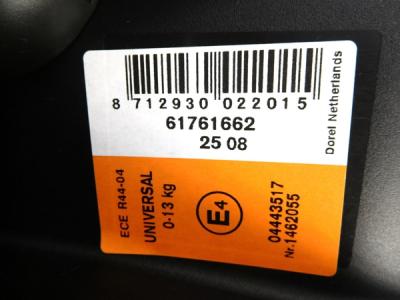 8 712930 022015
61761662
25 08
Dorel Netherlands
ECE R44-04
UNIVERSAL
0-13 kg
E4
04443517
Nr.1462055